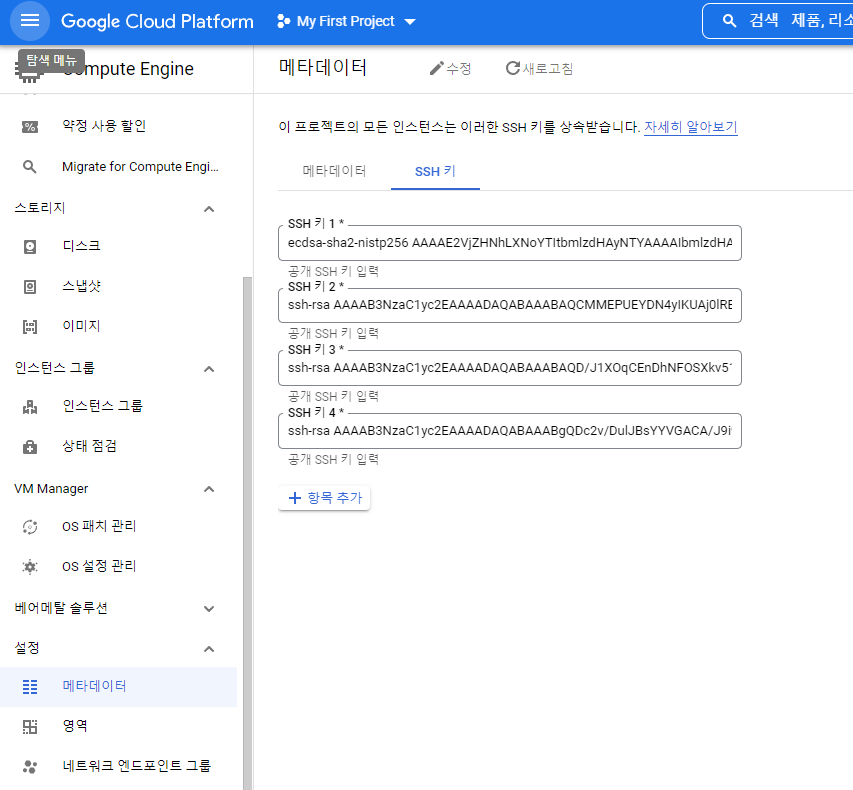 Google Cloud Platform
My First Project
검색 제품, 리소
탐색 메뉴
Compute Engine
메타데이터
수정
새로고침
약정 사용 할인
이 프로젝트의 모든 인스턴스는 이러한 SSH 키를 상속받습니다. 자세히 알아보기
Migrate for Compute Engi...
메타데이터
SSH 키
스토리지
SSH 키 1 *
디스크
ecdsa-sha2-nistp256 AAAAE2VjZHNhLXNoYTItbmlzdHAyNTYAAAAIbmlzdHA
공개 SSH 키 입력
스냅샷
SSH 키 2 *
ssh-rsa AAAAB3NzaC1yc2EAAAADAQABAAABAQCMMEPUEYDN4yIKUAj0lRE
이미지
공개 SSH 키 입력
인스턴스 그룹
SSH 키 3 *
ssh-rsa AAAAB3NzaC1yc2EAAAADAQABAAABAQD/J1XOqCEnDhNFOSXkv51
공개 SSH 키 입력
인스턴스 그룹
SSH 키 4 *
ssh-rsa AAAAB3NzaC1yc2EAAAADAQABAAABgQDc2v/DulJBsYYVGACA/J9i
상태 점검
공개 SSH 키 입력
VM Manager
항목 추가
OS 패치 관리
OS 설정 관리
베어메탈 솔루션
설정
메타데이터
영역
네트워크 엔드포인트 그룹